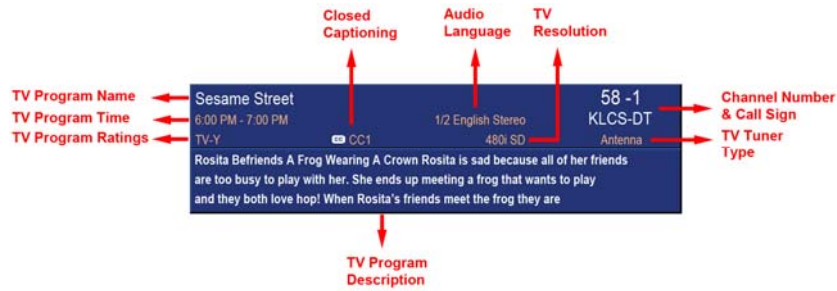 Closed
Captioning
Audio
Language
TV
Resolution
TV Program Name
TV Program Time
TV Program Ratings
Sesame Street
6:00 PM - 7:00 PM
1/2 English Stereo
TV-Y
cc CC1
480i SD
58 -1
KLCS-DT
Antenna
Channel Number
& Call Sign
TV Tuner
Type
Rosita Befriends A Frog Wearing A Crown Rosita is sad because all of her friends
are too busy to play with her. She ends up meeting a frog that wants to play
and they both love hop! When Rosita's friends meet the frog they are
TV Program
Description